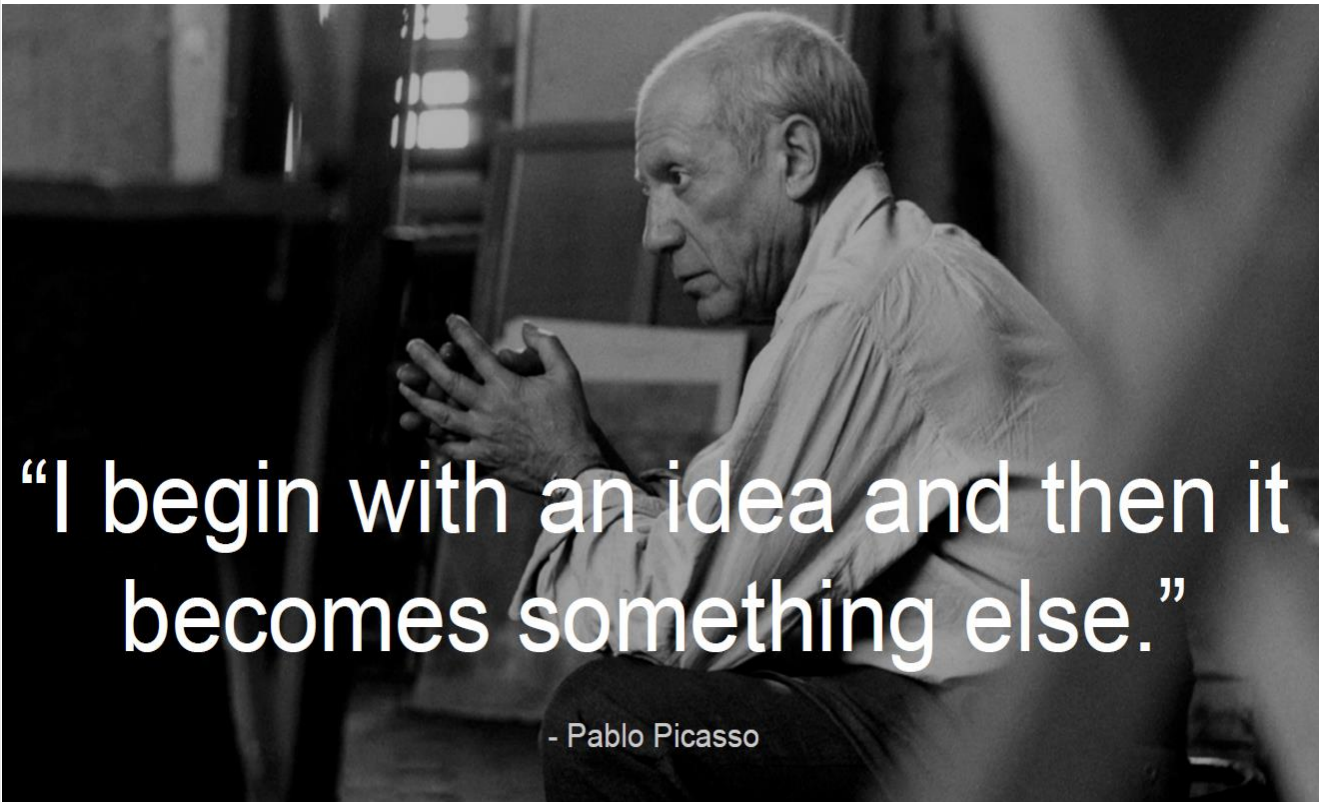 “I begin with an idea and then it
becomes something else.”
- Pablo Picasso